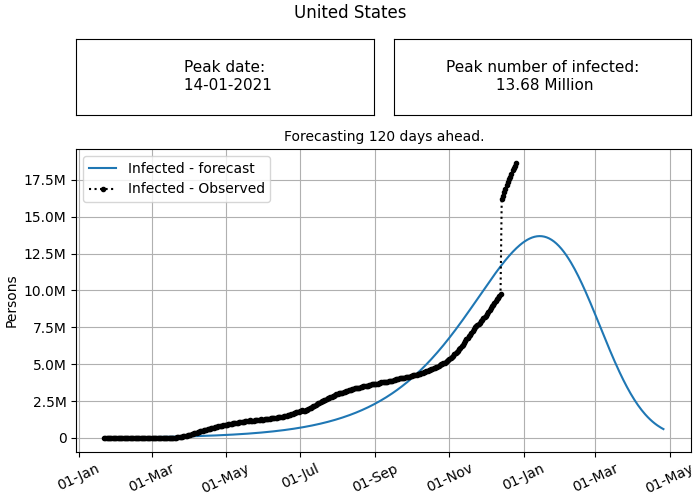 United States
Peak date:
14-01-2021
Peak number of infected:
13.68 Million
Forecasting 120 days ahead.
Infected - forecast
Infected - Observed
Persons
17.5M
15.0M
12.5M
10.0M
7.5M
5.0M
2.5M
0
01-Jan
01-Mar
01-May
01-Jul
01-Sep
01-Nov
01-Jan
01-Mar
01-May